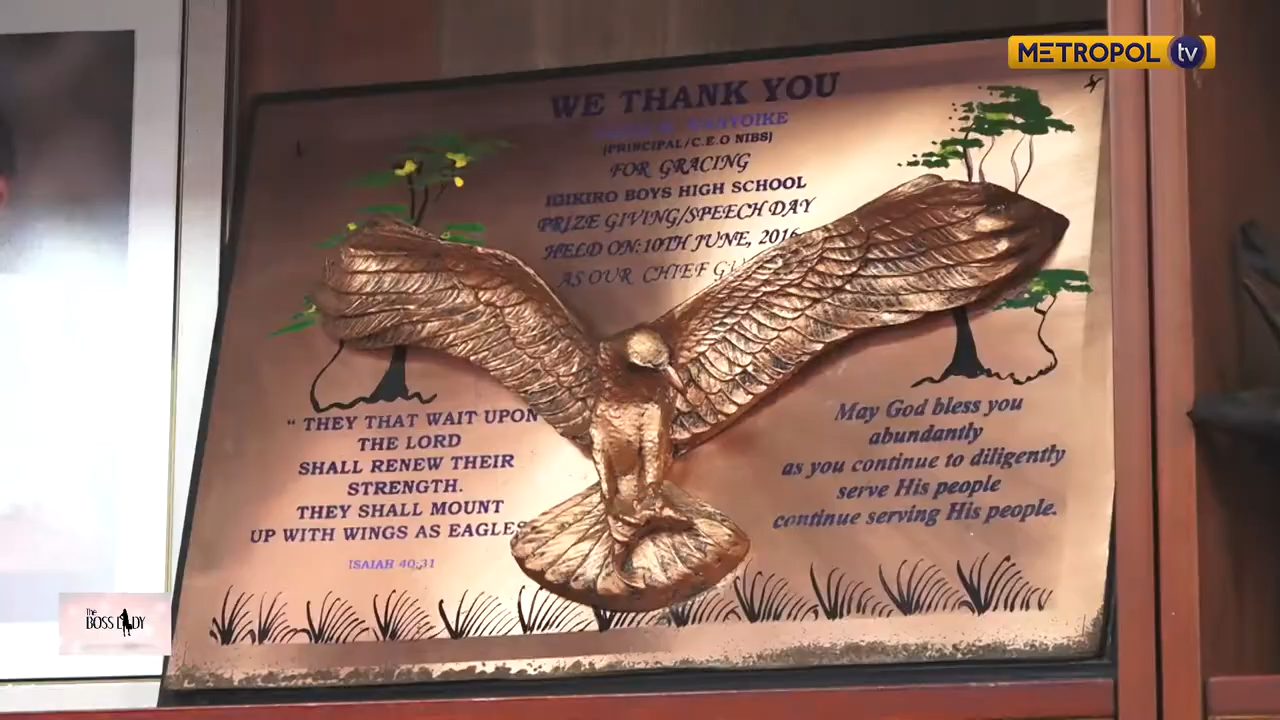 METROPOL tv
WE THANK YOU
(PRINCIPAL/C.E.O NIBS)
FOR GRACING
BOYS HIGH SCHOOL
PRIZE GIVING/SPEECH DAY
HELD ON:10TH JUNE, 2016
AS OUR CHIEF
" THEY THAT WAIT UPON
THE LORD
SHALL RENEW THEIR
STRENGTH.
THEY SHALL MOUNT
UP WITH WINGS AS EAGLES
ISAIAH 40:31
May God bless you
abundantly
as you continue to diligently
serve His people
continue serving His people.
The
BOSS LADY